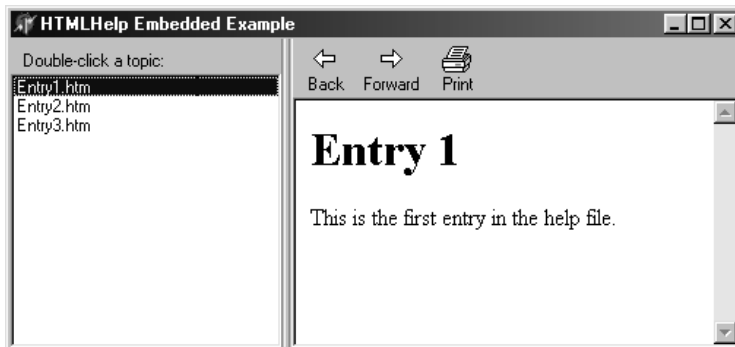 HTMLHelp Embedded Example
Double-click a topic:
Entry1.htm
Entry2.htm
Entry3.htm
Back Forward Print
Entry 1
This is the first entry in the help file.